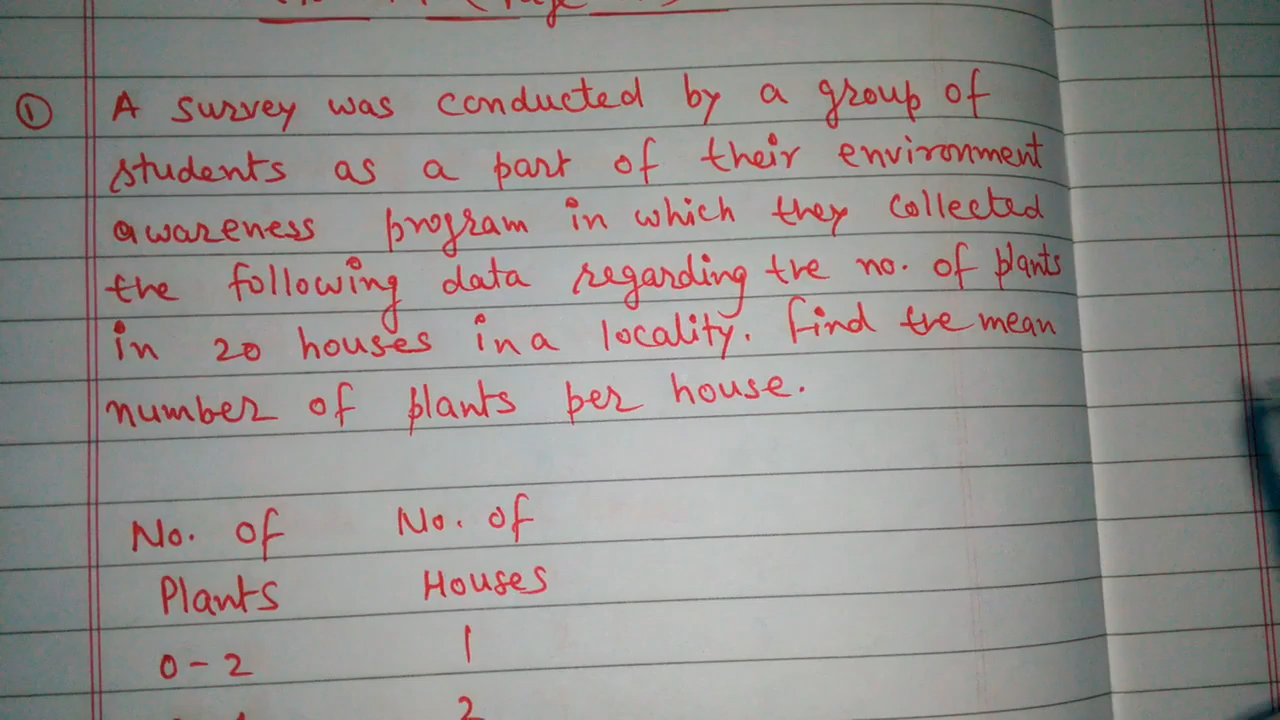 ① A survey was conducted by a group of
students as a part of their environment
awareness program in which they collected
the following data regarding the no. of plants
in 20 houses in a locality. Find the mean
number of plants per house.
No. of No. of
Plants Houses
0-2 1
2